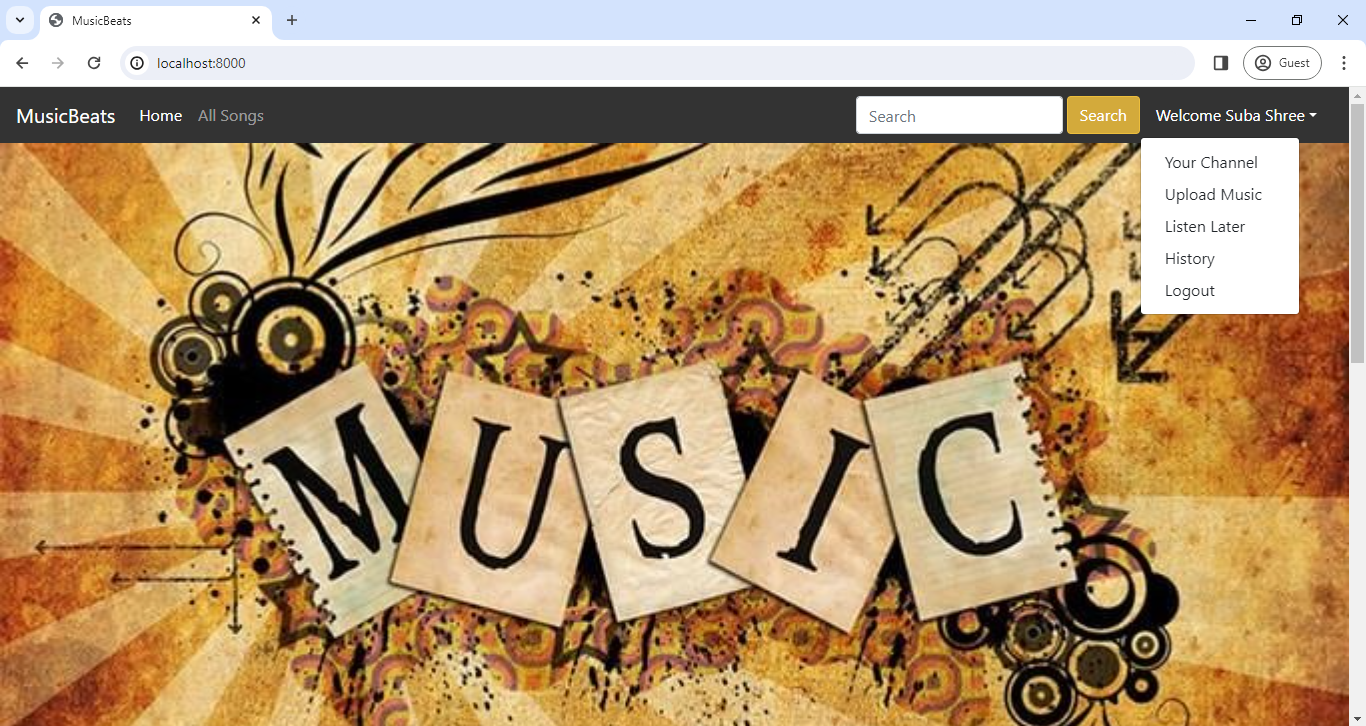 MusicBeats
Guest
localhost:8000
MusicBeats Home All Songs Search Search Welcome Suba Shree
Your Channel
Upload Music
Listen Later
History
Logout
MUSIC